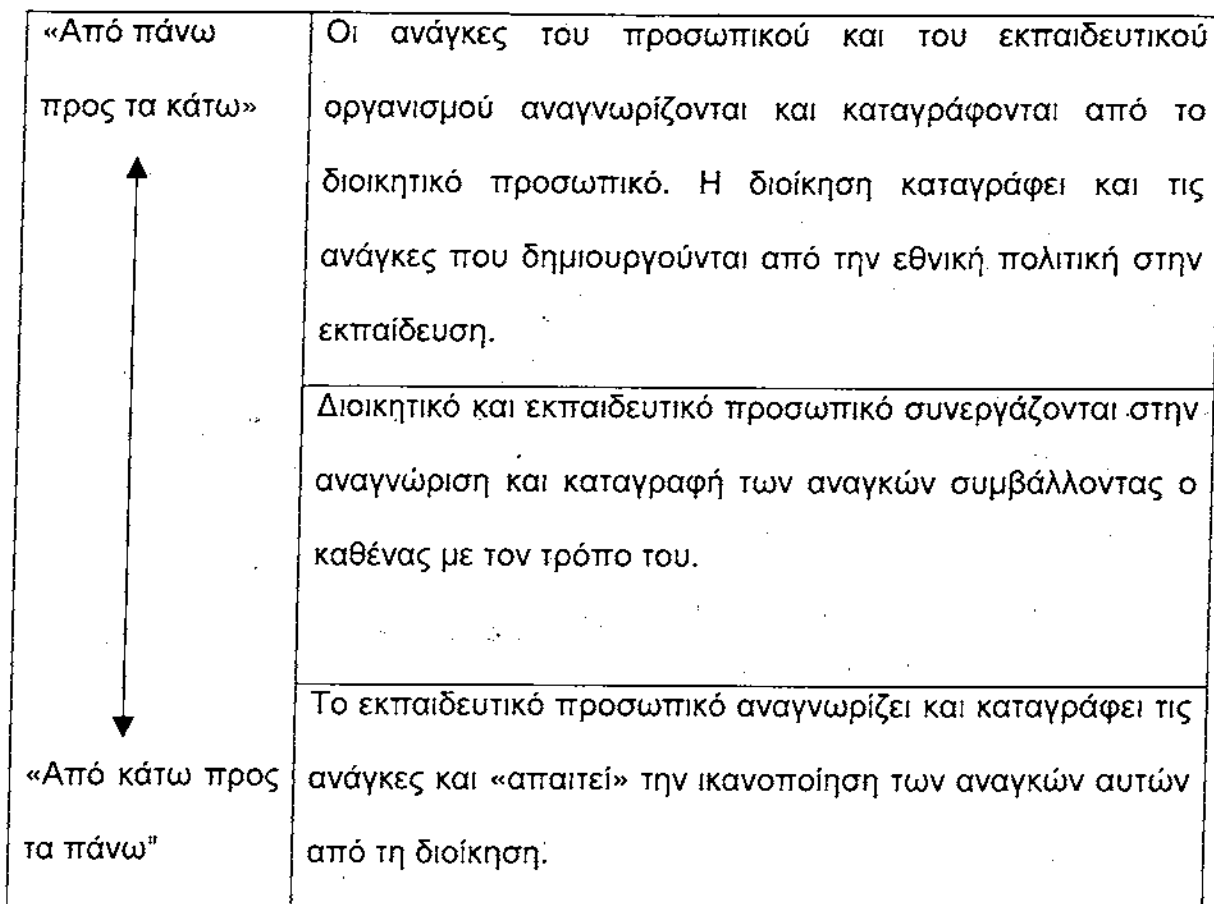 «Από πάνω
προς τα κάτω»
Οι ανάγκες του προσωπικού και του εκπαιδευτικού
οργανισμού αναγνωρίζονται και καταγράφονται από το
διοικητικό προσωπικό. Η διοίκηση καταγράφει και τις
ανάγκες που δημιουργούνται από την εθνική πολιτική στην
εκπαίδευση.
Διοικητικό και εκπαιδευτικό προσωπικό συνεργάζονται στην
αναγνώριση και καταγραφή των αναγκών συμβάλλοντας ο
καθένας με τον τρόπο του.
«Από κάτω προς
τα πάνω"
Το εκπαιδευτικό προσωπικό αναγνωρίζει και καταγράφει τις
ανάγκες και «απαιτεί» την ικανοποίηση των αναγκών αυτών
από τη διοίκηση.